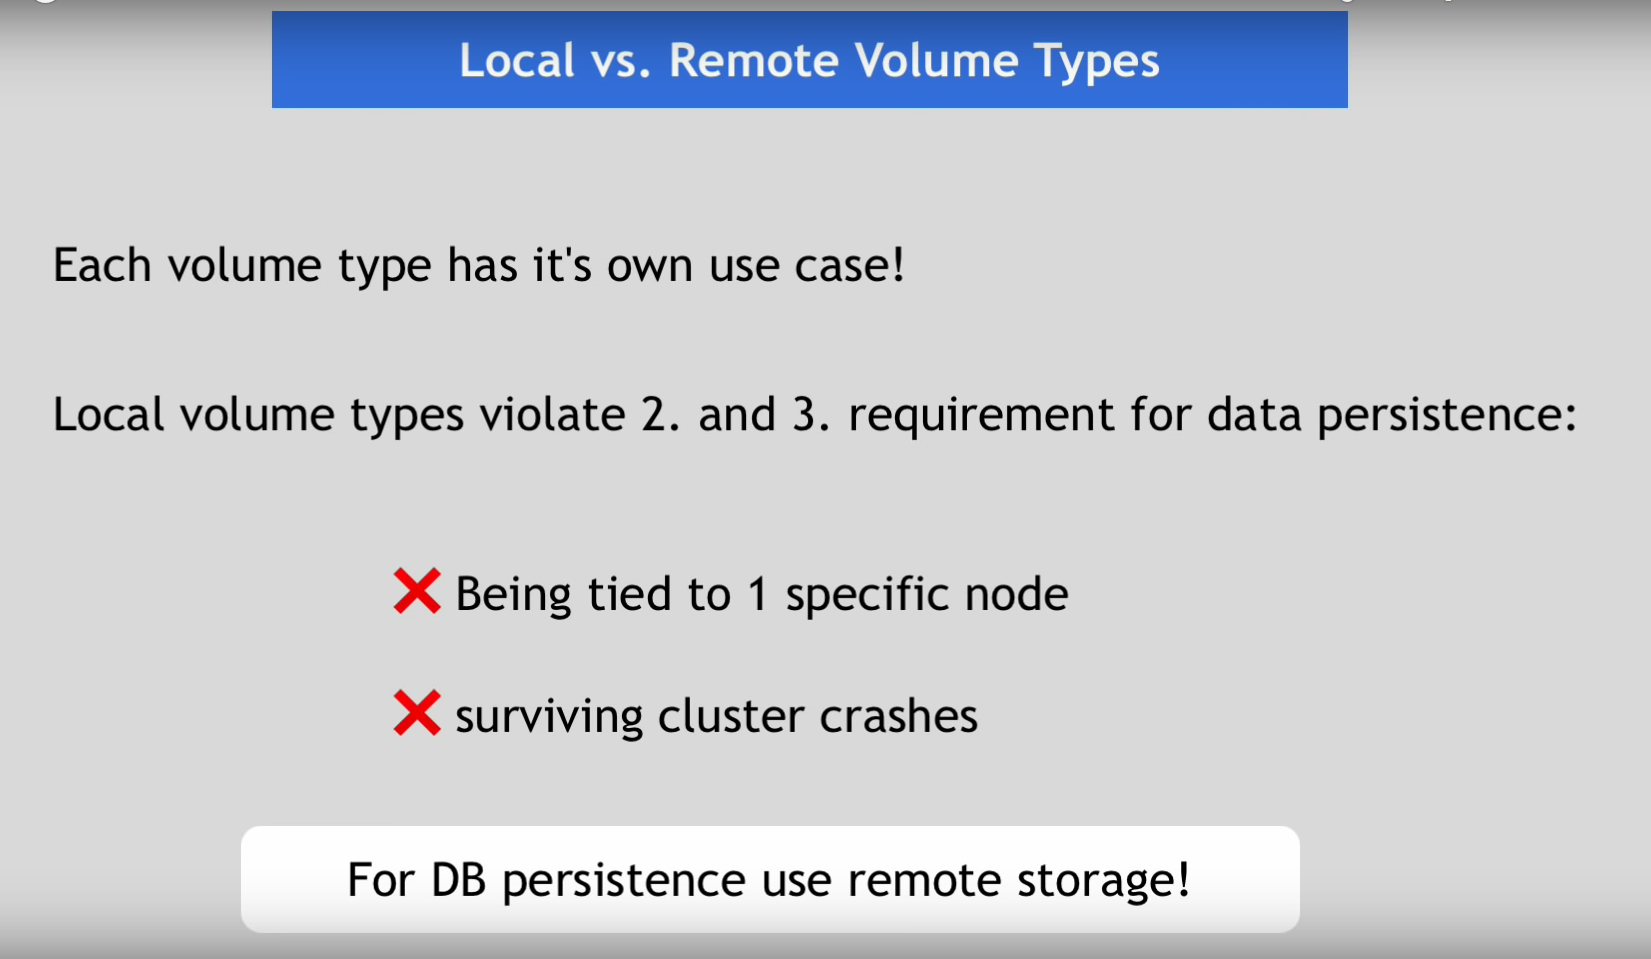 Local vs. Remote Volume Types
Each volume type has it's own use case!
Local volume types violate 2. and 3. requirement for data persistence:
Being tied to 1 specific node
surviving cluster crashes
For DB persistence use remote storage!